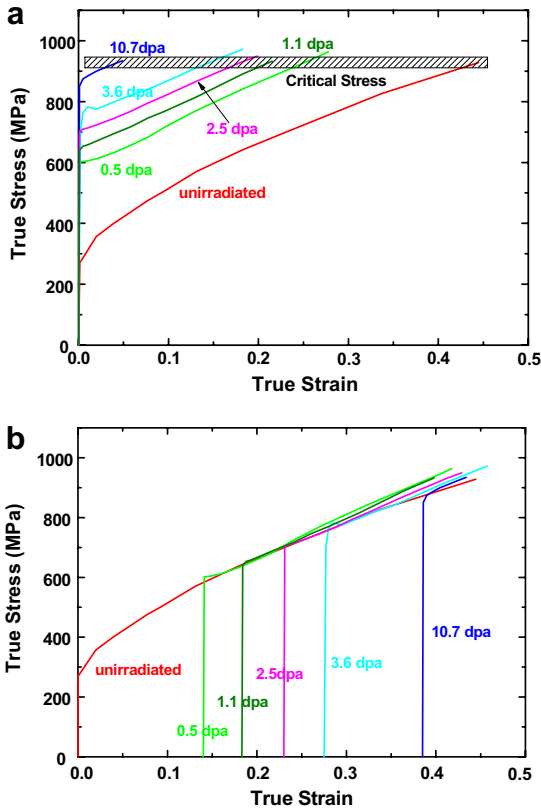 a
True Stress (MPa)
1000
800
600
400
200
0
10.7dpa
1.1 dpa
3.6 dpa
Critical Stress
2.5 dpa
0.5 dpa
unirradiated
0.0 0.1 0.2 0.3 0.4 0.5
True Strain
b
True Stress (MPa)
1000
800
600
400
200
0
unirradiated
10.7 dpa
2.5dpa
3.6 dpa
1.1 dpa
0.5 dpa
0.0 0.1 0.2 0.3 0.4 0.5
True Strain